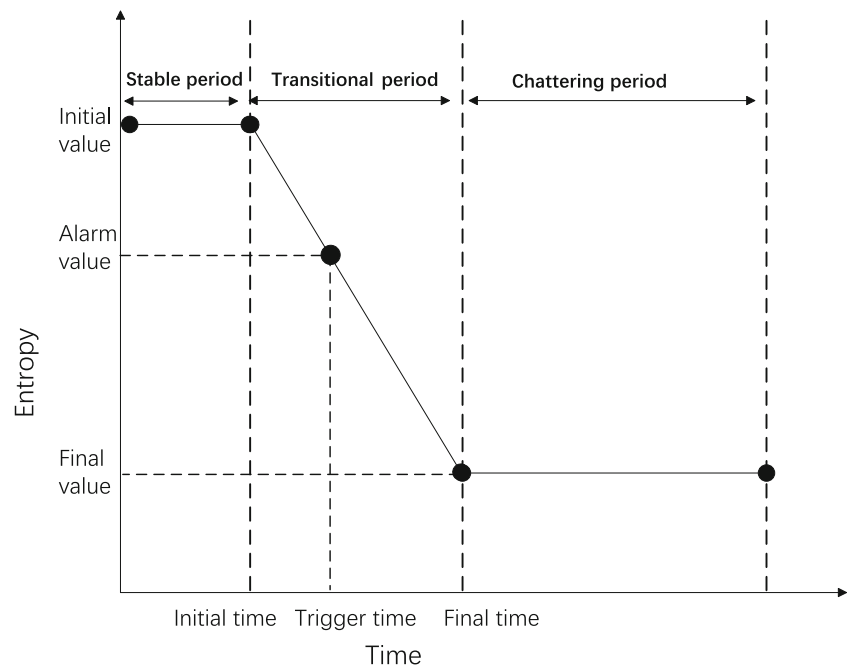 Stable period
Transitional period
Chattering period
Initial
value
Alarm
value
Entropy
Final
value
Initial time
Trigger time
Final time
Time